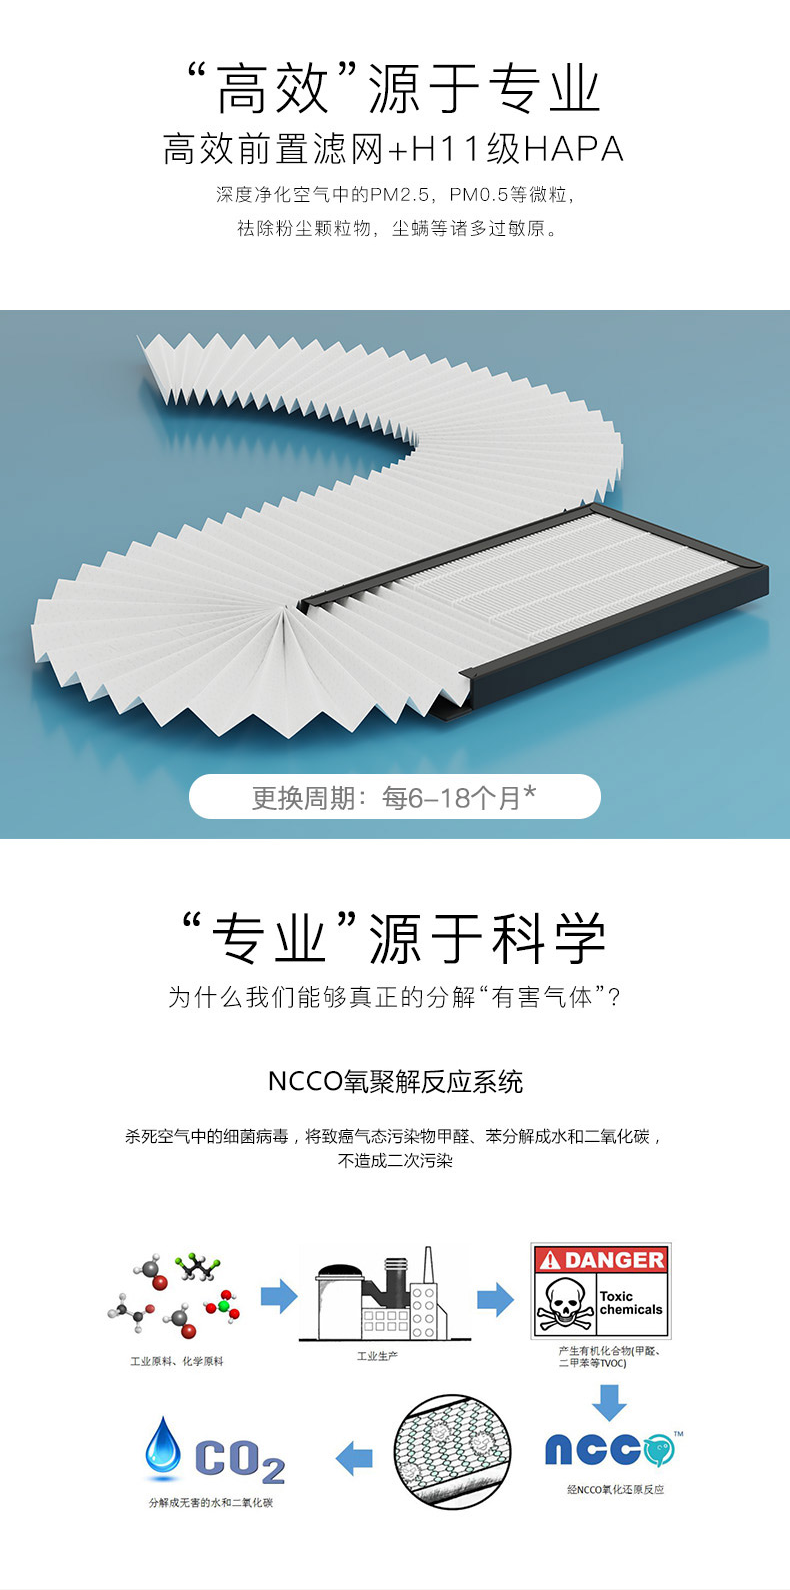 “高效”源于专业
高效前置滤网+H11级HAPA
深度净化空气中的PM2.5，PM0.5等微粒，
祛除粉尘颗粒物，尘螨等诸多过敏原。
更换周期：每6-18个月*
“专业”源于科学
为什么我们能够真正的分解“有害气体”？
NCCO氧聚解反应系统
杀死空气中的细菌病毒，将致癌气态污染物甲醛、苯分解成水和二氧化碳，
不造成二次污染
DANGER
Toxic
chemicals
工业原料、化学原料
工业生产
产生有机化合物(甲醛、
二甲苯等TVOC)
CO2
ncco™
分解成无害的水和二氧化碳
经NCCO氧化还原反应